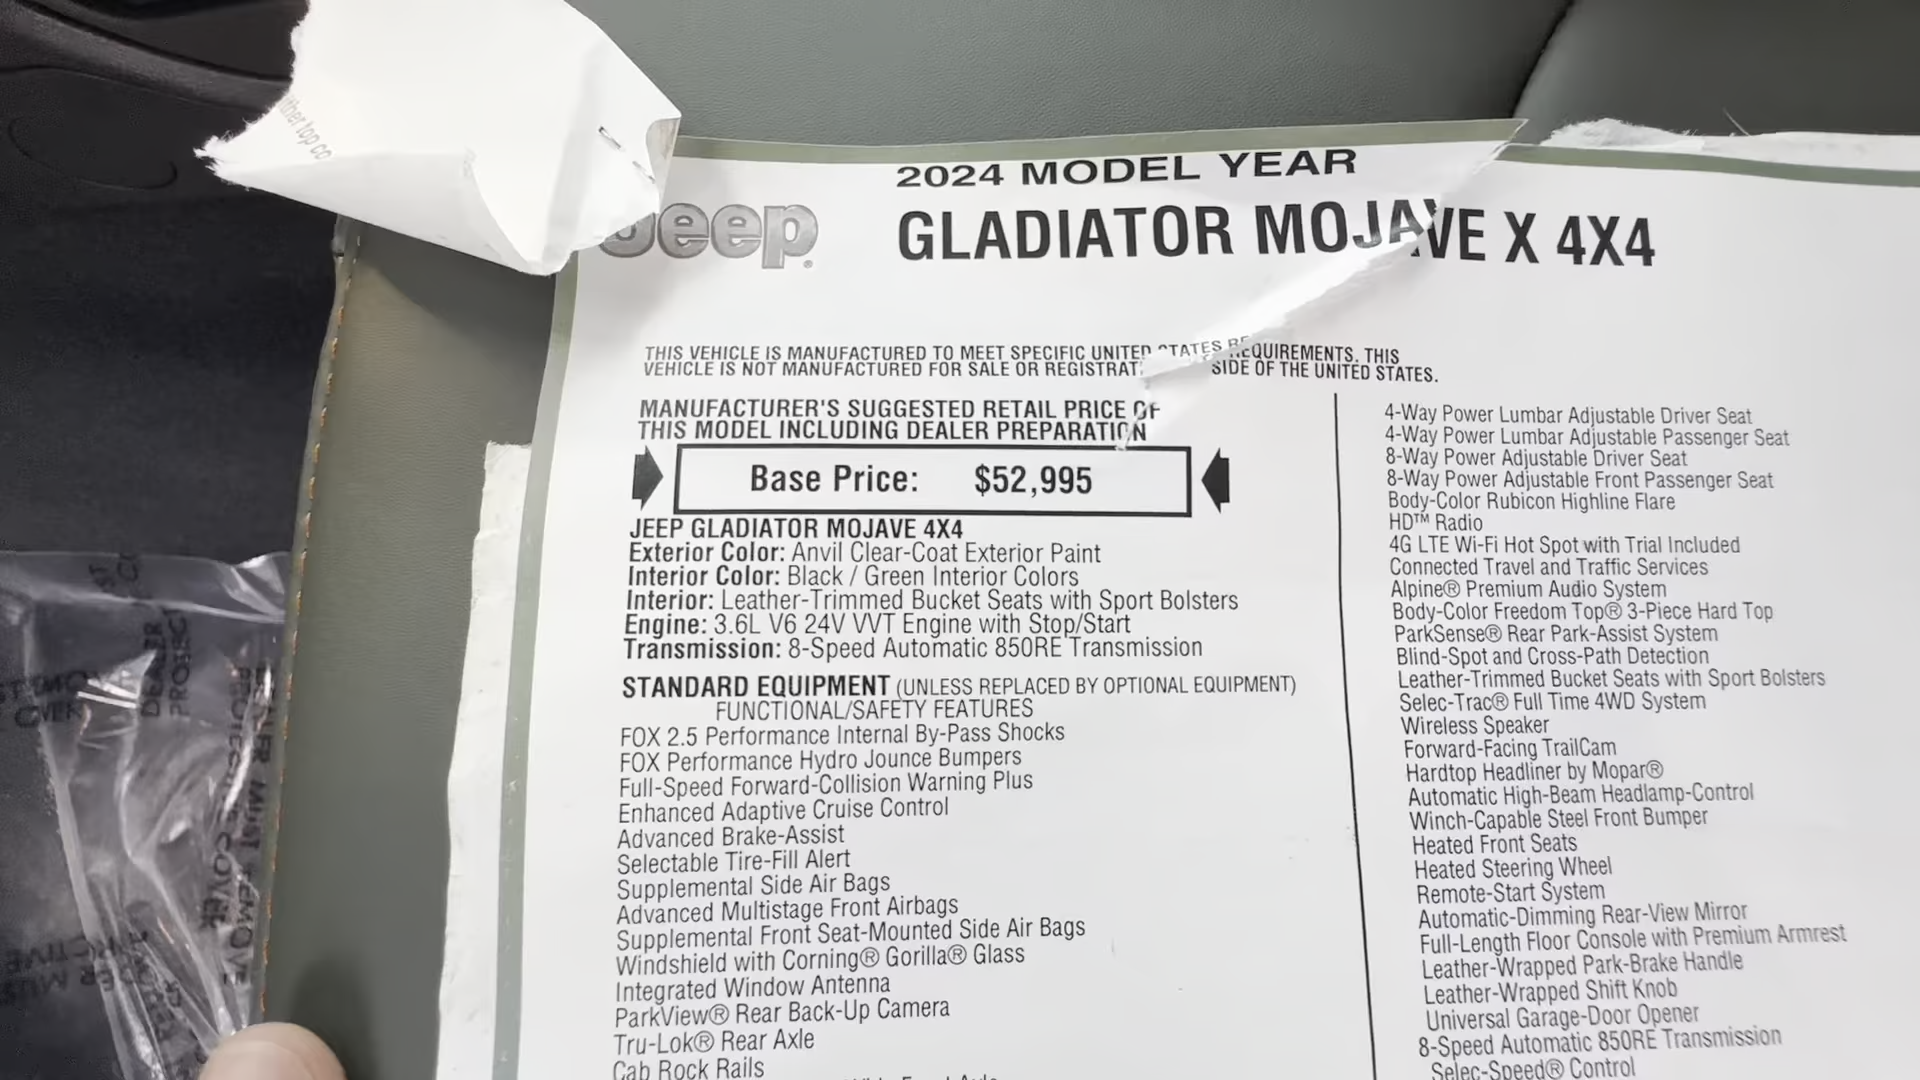 ther top co
Jeep
2024 MODEL YEAR
GLADIATOR MOJAVE X 4X4
THIS VEHICLE IS MANUFACTURED TO MEET SPECIFIC UNITED STATES REQUIREMENTS. THIS
VEHICLE IS NOT MANUFACTURED FOR SALE OR REGISTRAT SIDE OF THE UNITED STATES.
MANUFACTURER'S SUGGESTED RETAIL PRICE OF
THIS MODEL INCLUDING DEALER PREPARATION
Base Price: $52,995
JEEP GLADIATOR MOJAVE 4X4
Exterior Color: Anvil Clear-Coat Exterior Paint
Interior Color: Black / Green Interior Colors
Interior: Leather-Trimmed Bucket Seats with Sport Bolsters
Engine: 3.6L V6 24V VVT Engine with Stop/Start
Transmission: 8-Speed Automatic 850RE Transmission
STANDARD EQUIPMENT (UNLESS REPLACED BY OPTIONAL EQUIPMENT)
FUNCTIONAL/SAFETY FEATURES
FOX 2.5 Performance Internal By-Pass Shocks
FOX Performance Hydro Jounce Bumpers
Full-Speed Forward-Collision Warning Plus
Enhanced Adaptive Cruise Control
Advanced Brake-Assist
Selectable Tire-Fill Alert
Supplemental Side Air Bags
Advanced Multistage Front Airbags
Supplemental Front Seat-Mounted Side Air Bags
Windshield with Corning® Gorilla® Glass
Integrated Window Antenna
ParkView® Rear Back-Up Camera
Tru-Lok® Rear Axle
Cab Rock Rails
4-Way Power Lumbar Adjustable Driver Seat
4-Way Power Lumbar Adjustable Passenger Seat
8-Way Power Adjustable Driver Seat
8-Way Power Adjustable Front Passenger Seat
Body-Color Rubicon Highline Flare
HD™ Radio
4G LTE Wi-Fi Hot Spot with Trial Included
Connected Travel and Traffic Services
Alpine® Premium Audio System
Body-Color Freedom Top® 3-Piece Hard Top
ParkSense® Rear Park-Assist System
Blind-Spot and Cross-Path Detection
Leather-Trimmed Bucket Seats with Sport Bolsters
Selec-Trac® Full Time 4WD System
Wireless Speaker
Forward-Facing TrailCam
Hardtop Headliner by Mopar®
Automatic High-Beam Headlamp-Control
Winch-Capable Steel Front Bumper
Heated Front Seats
Heated Steering Wheel
Remote-Start System
Automatic-Dimming Rear-View Mirror
Full-Length Floor Console with Premium Armrest
Leather-Wrapped Park-Brake Handle
Leather-Wrapped Shift Knob
Universal Garage-Door Opener
8-Speed Automatic 850RE Transmission
Selec-Speed® Control
DEALER